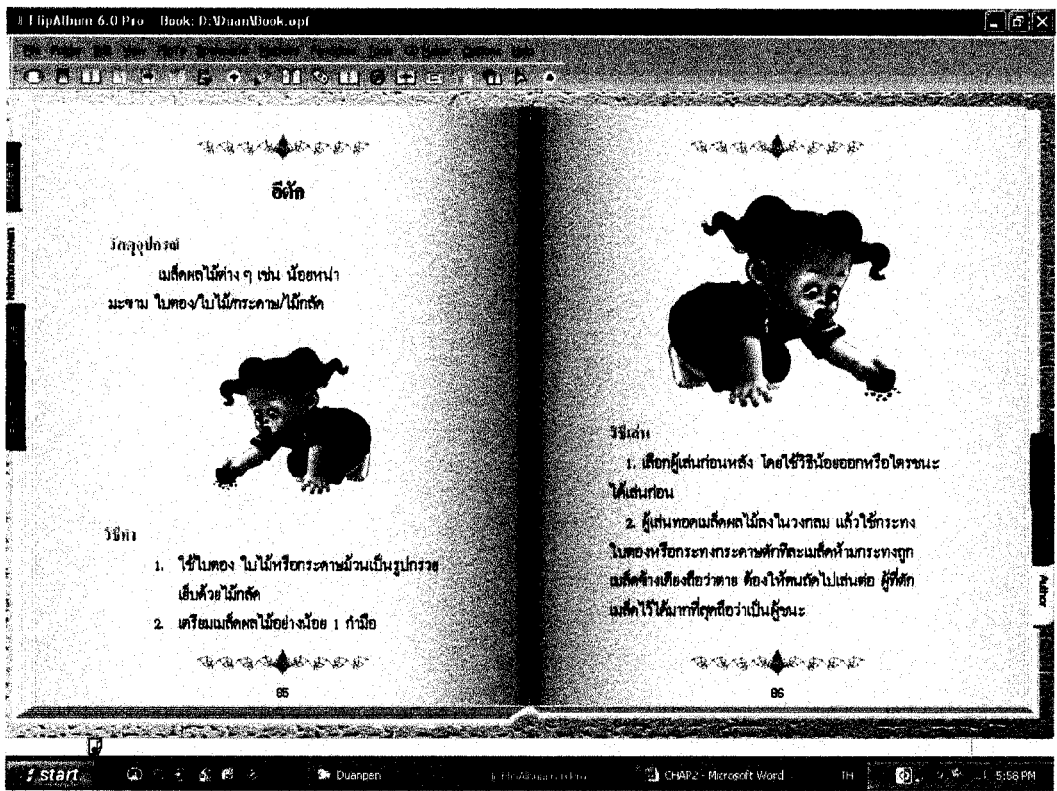 FlipAlbum 6.0 Pro Book: D:\Duan\Book.opf
อีตัก
วัสดุอุปกรณ์
เมล็ดผลไม้ต่าง ๆ เช่น น้อยหน่า
มะขาม ใบตอง/ใบไม้/กระดาษ/ไม้กลัด
วิธีทำ
1. ใช้ใบตอง ใบไม้หรือกระดาษม้วนเป็นรูปกรวย
เย็บด้วยไม้กลัด
2. เตรียมเมล็ดผลไม้อย่างน้อย 1 กำมือ
85
วิธีเล่น
1. เลือกผู้เล่นก่อนหลัง โดยใช้วิธีน้อยออกหรือใครชนะ
ได้เล่นก่อน
2. ผู้เล่นทอดเมล็ดผลไม้ลงในวงกลม แล้วใช้กระทง
ใบตองหรือกระทงกระดาษตักทีละเมล็ดห้ามกระทงถูก
เมล็ดข้างเคียงถือว่าตาย ต้องให้คนถัดไปเล่นต่อ ผู้ที่ตัก
เมล็ดไว้ได้มากที่สุดถือว่าเป็นผู้ชนะ
86
Nakhonsawan
Author
start
Duanpen
CHAP2 - Microsoft Word
TH
5:58 PM